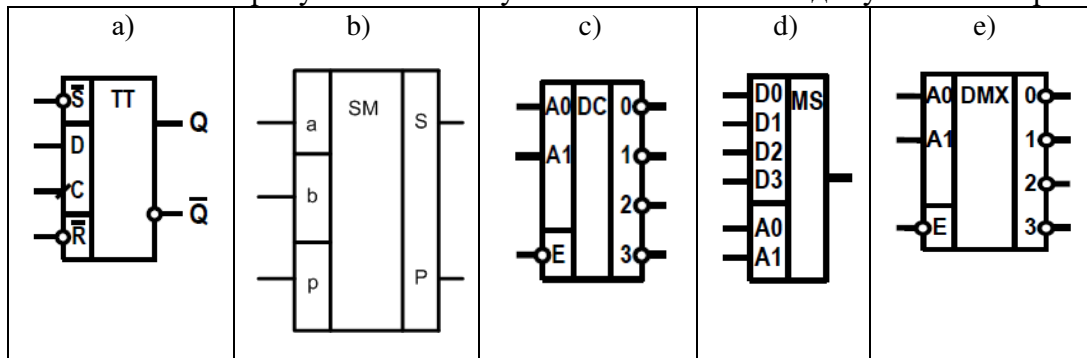 a) b) c) d) e)
S̅ TT
Q
D
C
Q̅
R̅
SM
a S
b
p P
A0 DC 0
A1 1
2
E 3
D0 MS
D1
D2
D3
A0
A1
A0 DMX 0
A1 1
2
E 3